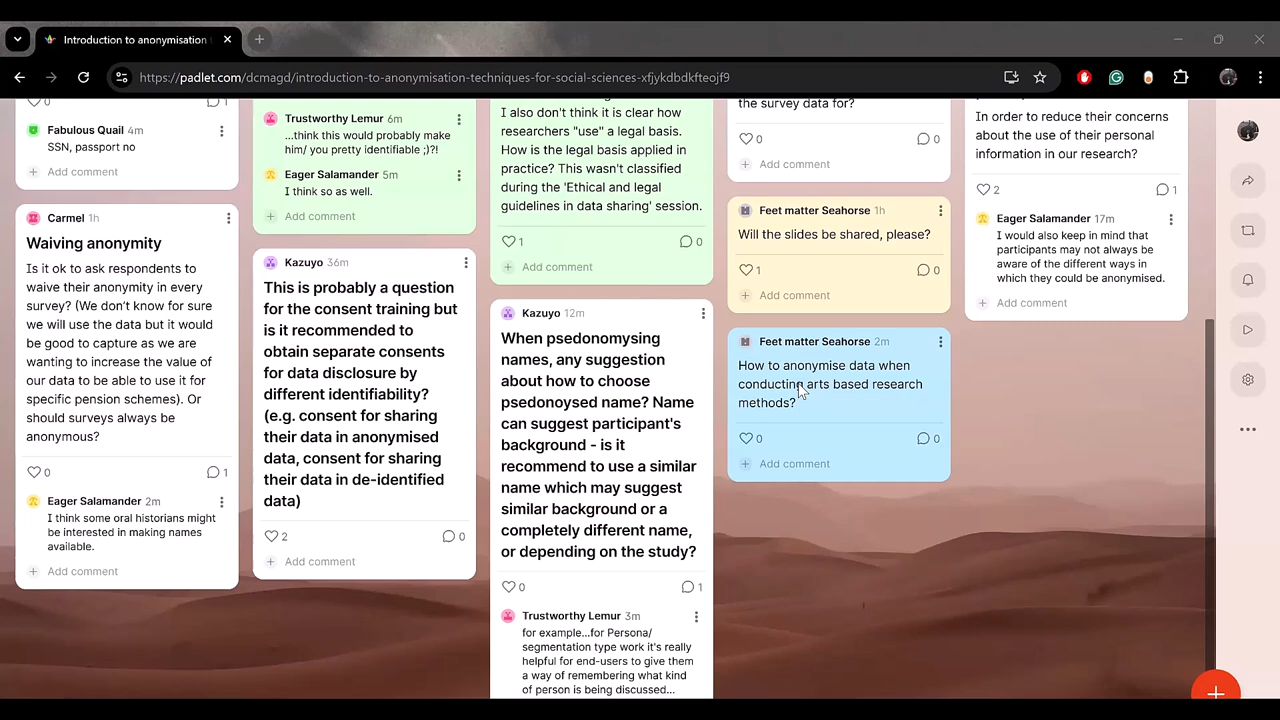 Introduction to anonymisation
https://padlet.com/dcmagd/introduction-to-anonymisation-techniques-for-social-sciences-xfjykdbdkfteojf9
0
1
Fabulous Quail 4m
SSN, passport no
Add comment
Carmel 1h
Waiving anonymity
Is it ok to ask respondents to
waive their anonymity in every
survey? (We don't know for sure
we will use the data but it would
be good to capture as we are
wanting to increase the value of
our data to be able to use it for
specific pension schemes). Or
should surveys always be
anonymous?
0
1
Eager Salamander 2m
I think some oral historians might
be interested in making names
available.
Add comment
Trustworthy Lemur 6m
...think this would probably make
him/ you pretty identifiable ;)?!
Eager Salamander 5m
I think so as well.
Add comment
Kazuyo 36m
This is probably a question
for the consent training but
is it recommended to
obtain separate consents
for data disclosure by
different identifiability?
(e.g. consent for sharing
their data in anonymised
data, consent for sharing
their data in de-identified
data)
2
0
Add comment
I also don't think it is clear how
researchers "use" a legal basis.
How is the legal basis applied in
practice? This wasn't classified
during the 'Ethical and legal
guidelines in data sharing' session.
1
0
Add comment
Kazuyo 12m
When psedonomysing
names, any suggestion
about how to choose
psedonoysed name? Name
can suggest participant's
background - is it
recommend to use a similar
name which may suggest
similar background or a
completely different name,
or depending on the study?
0
1
Trustworthy Lemur 3m
for example...for Persona/
segmentation type work it's really
helpful for end-users to give them
a way of remembering what kind
of person is being discussed...
the survey data for?
0
0
Add comment
Feet matter Seahorse 1h
Will the slides be shared, please?
1
0
Add comment
Feet matter Seahorse 2m
How to anonymise data when
conducting arts based research
methods?
0
0
Add comment
In order to reduce their concerns
about the use of their personal
information in our research?
2
1
Eager Salamander 17m
I would also keep in mind that
participants may not always be
aware of the different ways in
which they could be anonymised.
Add comment